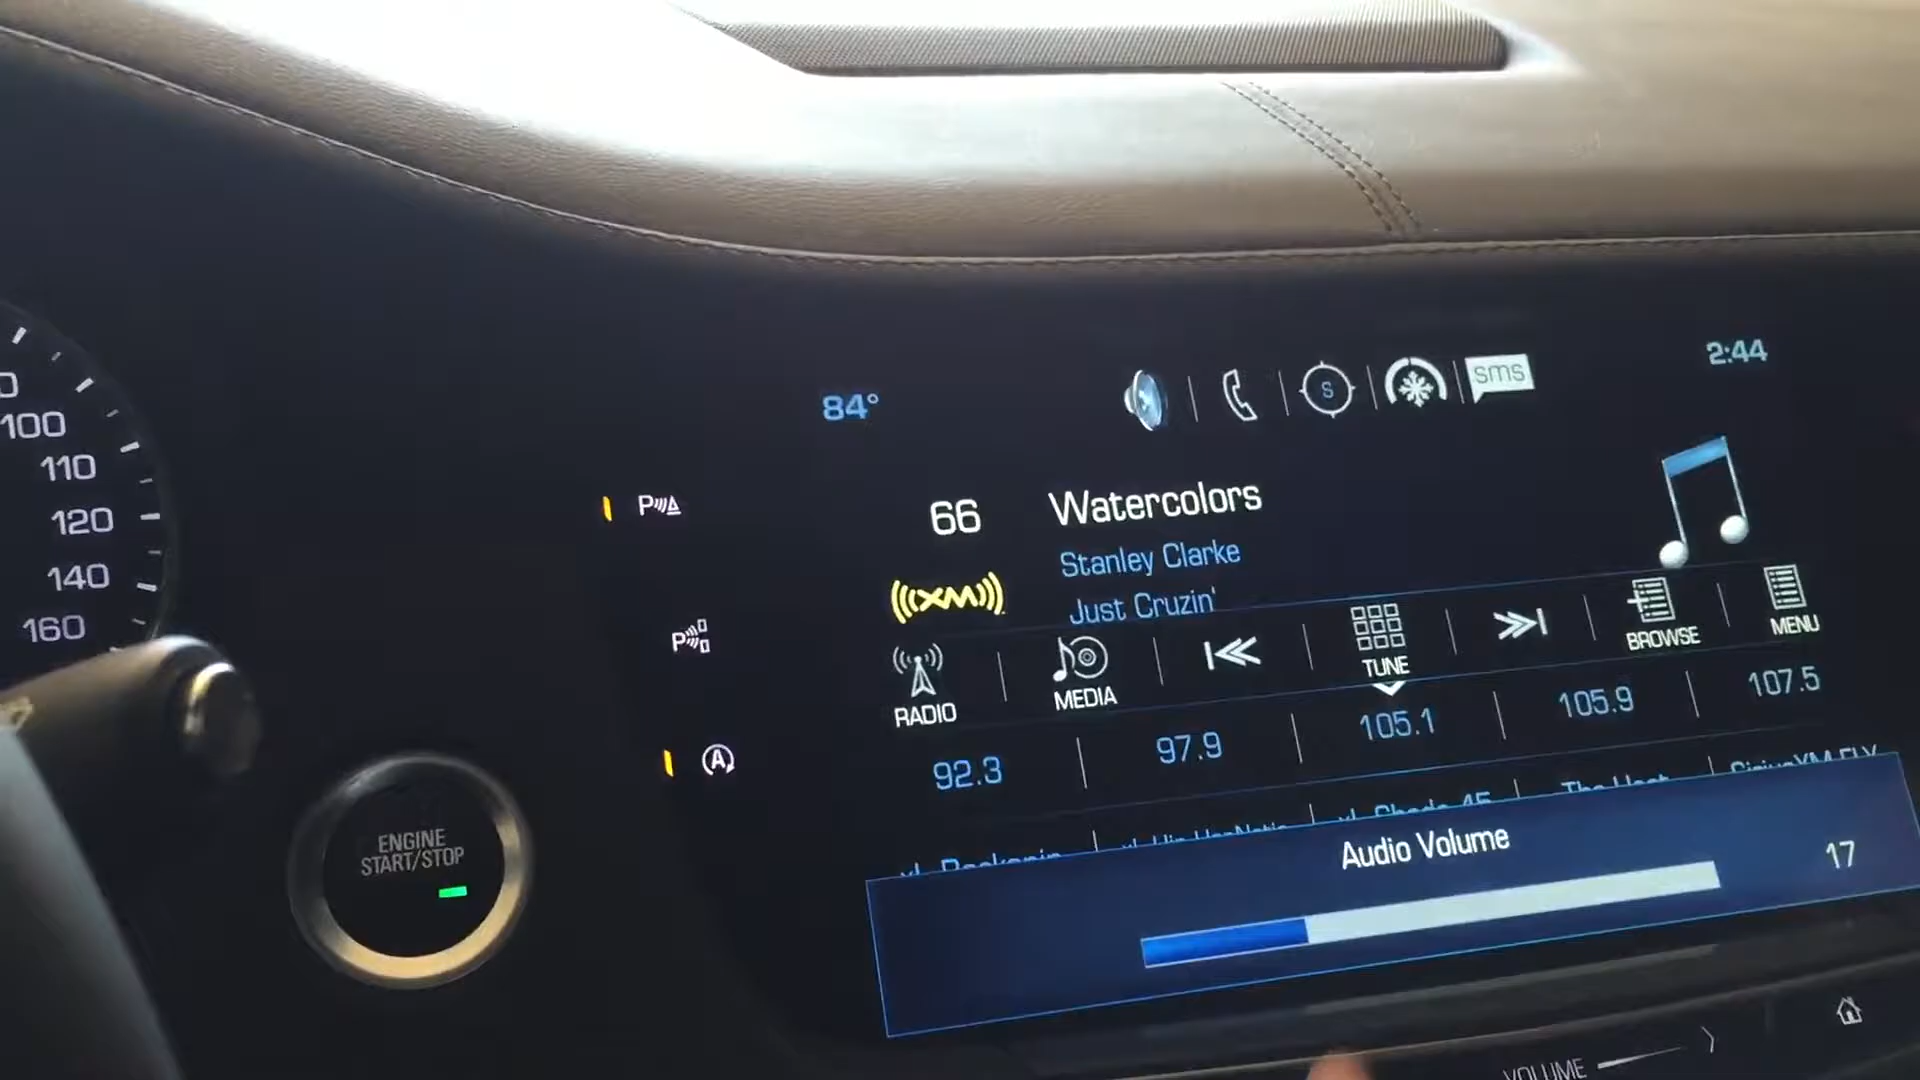 100
110
120
140
160
ENGINE
START/STOP
84°
S
sms
2:44
66
Watercolors
Stanley Clarke
Just Cruzin'
((XM))
RADIO
MEDIA
TUNE
BROWSE
MENU
92.3
97.9
105.1
105.9
107.5
Audio Volume
17
VOLUME
P
P
A